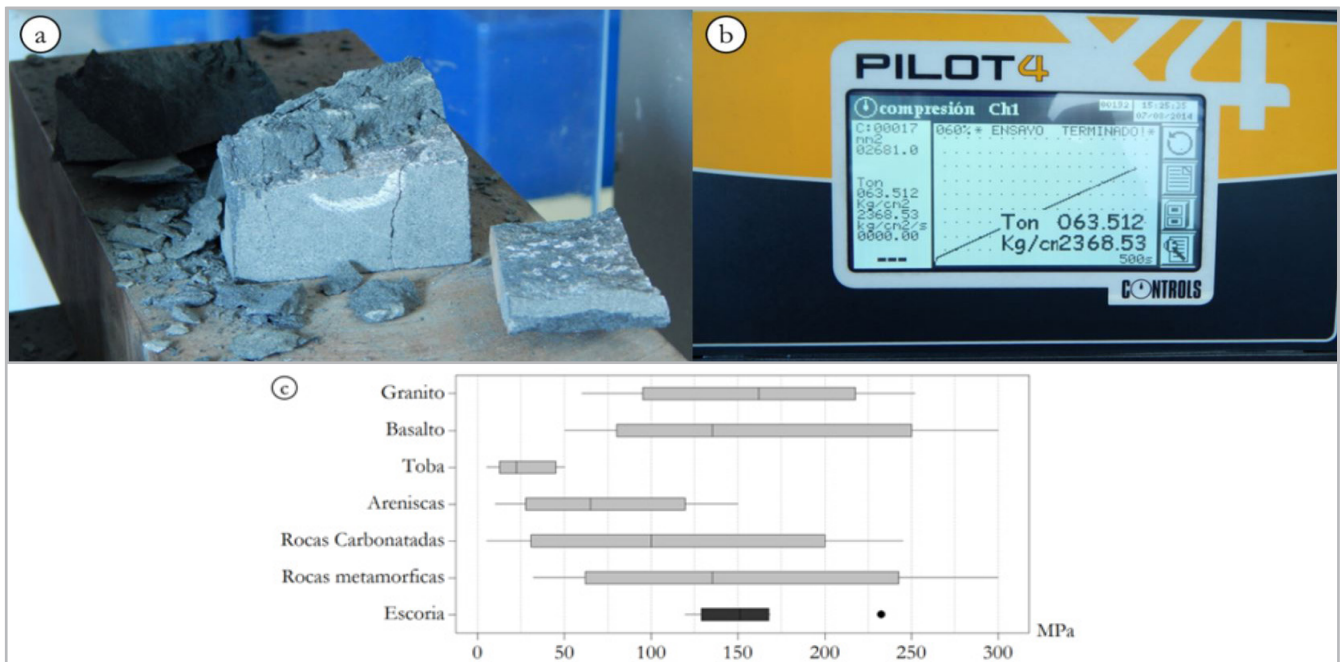 a
b
PILOT4
compresión Ch1
00132
15:25:25
07/08/2014
C:00017
mm2
02681.0
060%* ENSAYO TERMINADO!*
Ton
063.512
Kg/cm2
2368.53
kg/cm2/s
0000.00
---
Ton 063.512
Kg/cm2368.53
500s
CONTROLS
c
Granito
Basalto
Toba
Areniscas
Rocas Carbonatadas
Rocas metamorficas
Escoria
MPa
0 50 100 150 200 250 300